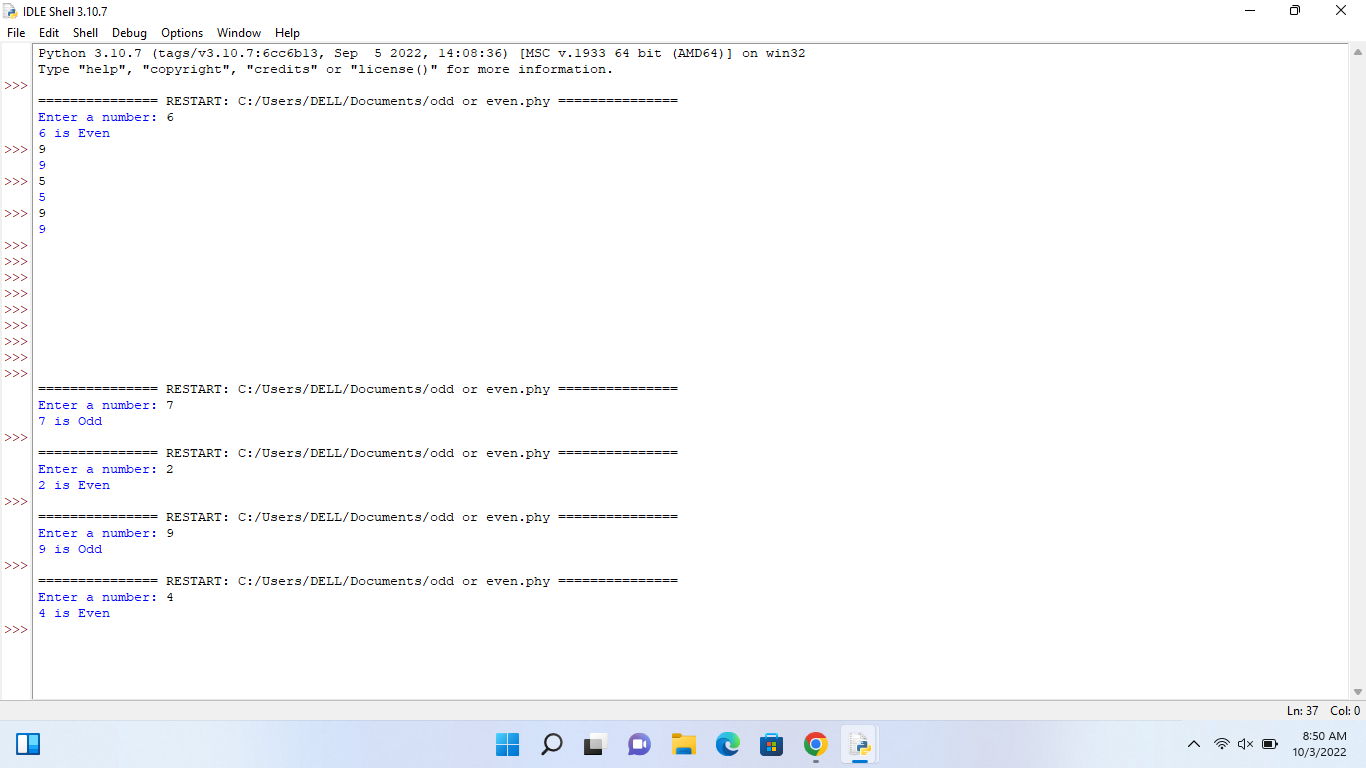 IDLE Shell 3.10.7
File Edit Shell Debug Options Window Help
Python 3.10.7 (tags/v3.10.7:6cc6b13, Sep  5 2022, 14:08:36) [MSC v.1933 64 bit (AMD64)] on win32
Type "help", "copyright", "credits" or "license()" for more information.
>>>
=============== RESTART: C:/Users/DELL/Documents/odd or even.phy ===============
Enter a number: 6
6 is Even
>>> 9
9
>>> 5
5
>>> 9
9
>>>
>>>
>>>
>>>
>>>
>>>
>>>
>>>
>>>
=============== RESTART: C:/Users/DELL/Documents/odd or even.phy ===============
Enter a number: 7
7 is Odd
>>>
=============== RESTART: C:/Users/DELL/Documents/odd or even.phy ===============
Enter a number: 2
2 is Even
>>>
=============== RESTART: C:/Users/DELL/Documents/odd or even.phy ===============
Enter a number: 9
9 is Odd
>>>
=============== RESTART: C:/Users/DELL/Documents/odd or even.phy ===============
Enter a number: 4
4 is Even
>>>
Ln: 37 Col: 0
8:50 AM
10/3/2022